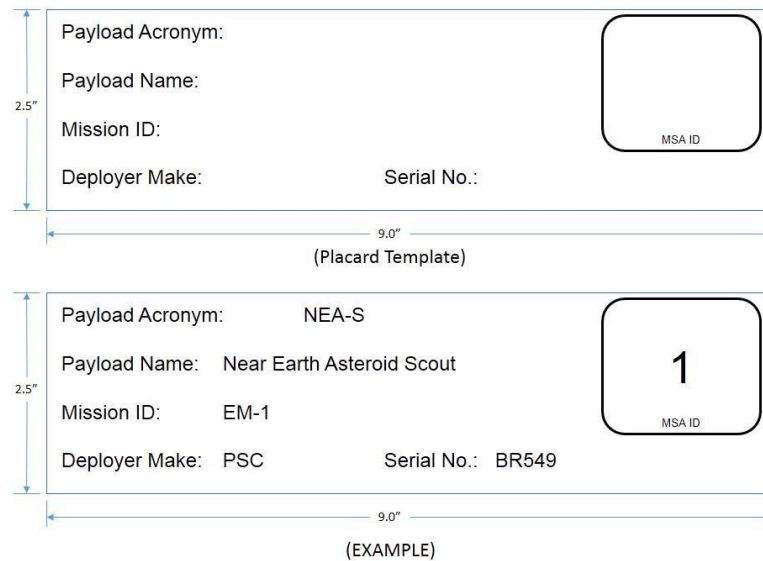 Payload Acronym:
Payload Name:
2.5”
Mission ID:
MSA ID
Deployer Make: Serial No.:
9.0”
(Placard Template)
Payload Acronym: NEA-S
Payload Name: Near Earth Asteroid Scout
1
2.5”
Mission ID: EM-1
MSA ID
Deployer Make: PSC Serial No.: BR549
9.0”
(EXAMPLE)